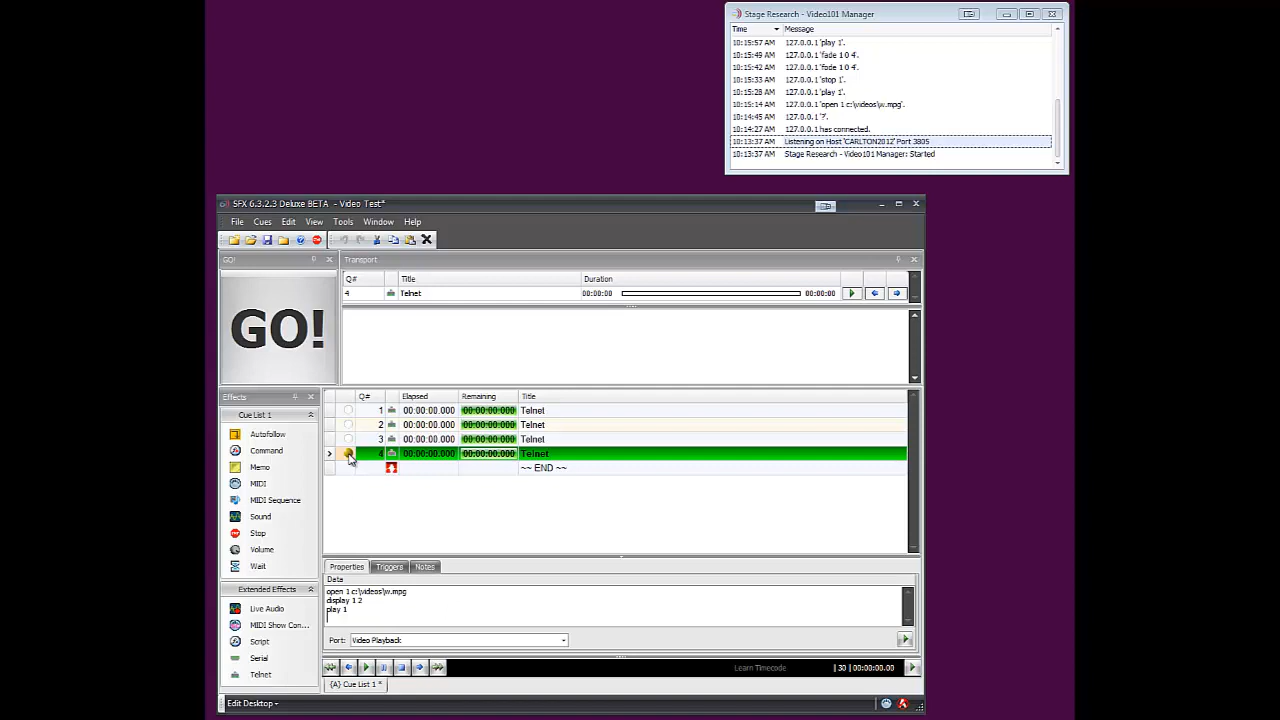 Stage Research - Video101 Manager
Time Message
10:15:57 AM 127.0.0.1 'play 1'.
10:15:49 AM 127.0.0.1 'fade 1 0 4'.
10:15:42 AM 127.0.0.1 'fade 1 0 4'.
10:15:33 AM 127.0.0.1 'stop 1'.
10:15:28 AM 127.0.0.1 'play 1'.
10:15:14 AM 127.0.0.1 'open 1 c:\videos\w.mpg'.
10:14:45 AM 127.0.0.1 '?'.
10:14:27 AM 127.0.0.1 has connected.
10:13:37 AM Listening on Host 'CARLTON2012' Port 3805
10:13:37 AM Stage Research - Video101 Manager: Started
SFX 6.3.2.3 Deluxe BETA - Video Test*
File Cues Edit View Tools Window Help
GO! Transport
Q# Title Duration
4 Telnet 00:00:00 00:00:00
GO!
Effects
Cue List 1
Autofollow
Command
Memo
MIDI
MIDI Sequence
Sound
Stop
Volume
Wait
Extended Effects
Live Audio
MIDI Show Con...
Script
Serial
Telnet
Q# Elapsed Remaining Title
1 00:00:00.000 00:00:00.000 Telnet
2 00:00:00.000 00:00:00.000 Telnet
3 00:00:00.000 00:00:00.000 Telnet
4 00:00:00.000 00:00:00.000 Telnet
~~ END ~~
Properties Triggers Notes
Data
open 1 c:\videos\w.mpg
display 1 2
play 1
Port: Video Playback
Learn Timecode | 30 | 00:00:00.00
{A} Cue List 1 *
Edit Desktop